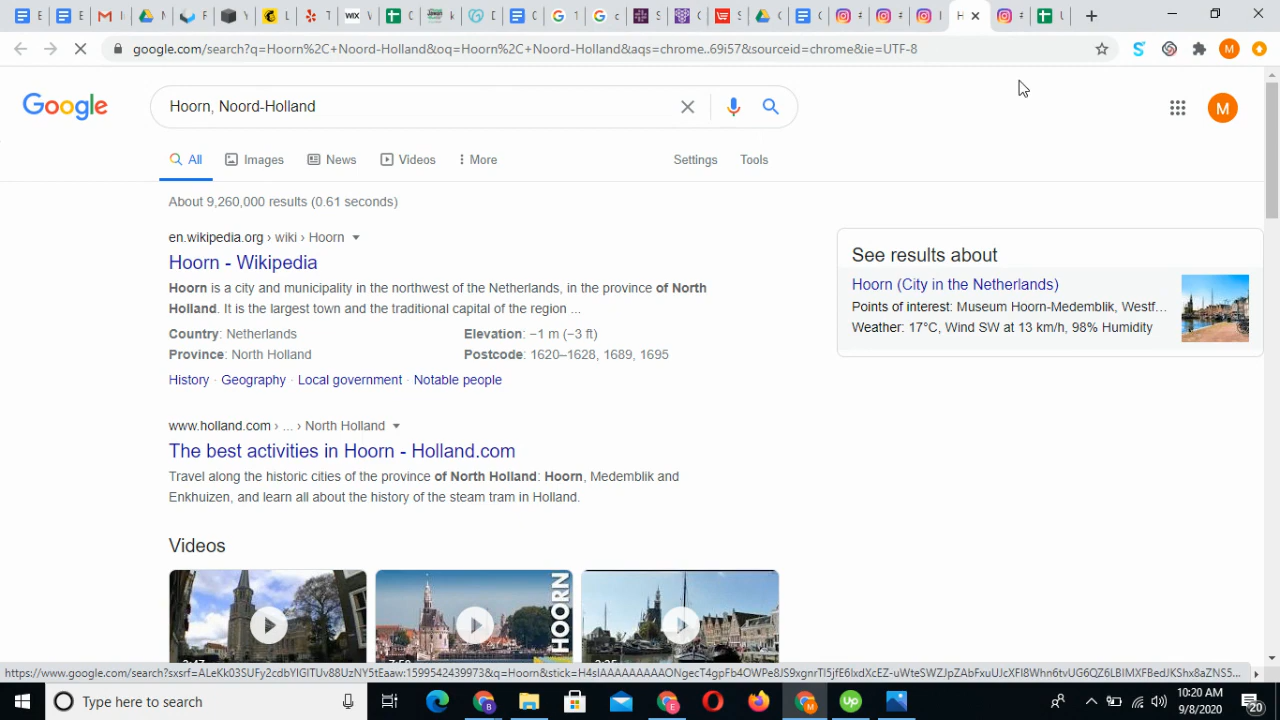 google.com/search?q=Hoorn%2C+Noord-Holland&oq=Hoorn%2C+Noord-Holland&aqs=chrome..69i57&sourceid=chrome&ie=UTF-8
M
Google
Hoorn, Noord-Holland
M
All
Images
News
Videos
More
Settings
Tools
About 9,260,000 results (0.61 seconds)
en.wikipedia.org › wiki › Hoorn
Hoorn - Wikipedia
Hoorn is a city and municipality in the northwest of the Netherlands, in the province of North
Holland. It is the largest town and the traditional capital of the region ...
Country: Netherlands
Elevation: −1 m (−3 ft)
Province: North Holland
Postcode: 1620–1628, 1689, 1695
History · Geography · Local government · Notable people
See results about
Hoorn (City in the Netherlands)
Points of interest: Museum Hoorn-Medemblik, Westf...
Weather: 17°C, Wind SW at 13 km/h, 98% Humidity
www.holland.com › ... › North Holland
The best activities in Hoorn - Holland.com
Travel along the historic cities of the province of North Holland: Hoorn, Medemblik and
Enkhuizen, and learn all about the history of the steam tram in Holland.
Videos
HOORN
Type here to search
10:20 AM
9/8/2020
20